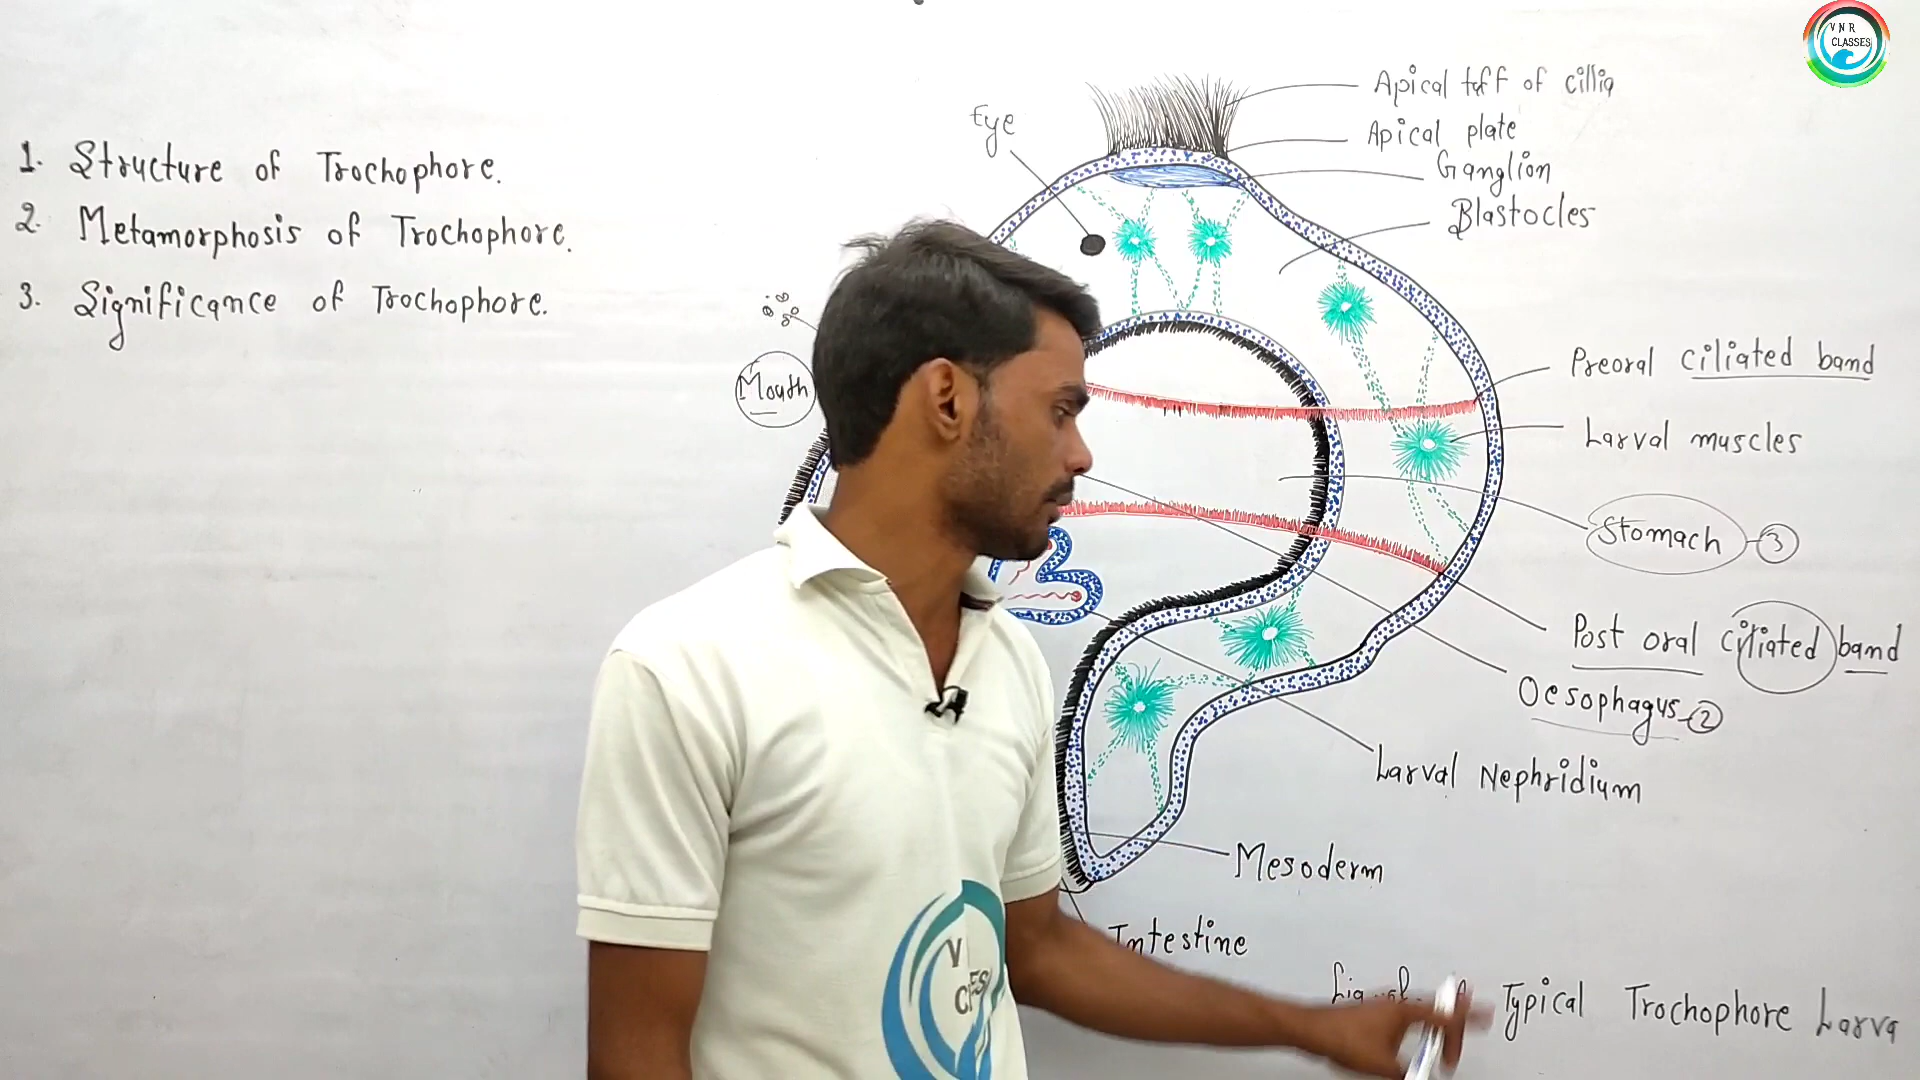 1. Structure of Trochophore.
2. Metamorphosis of Trochophore.
3. Significance of Trochophore.
VNR
CLASSES
Apical tuff of cillia
Eye
Apical plate
Ganglion
Blastocles
Preoral ciliated band
Mouth
Larval muscles
Stomach 3
Post oral ciliated band
Oesophagus 2
Larval Nephridium
Mesoderm
Intestine
Typical Trochophore Larva
V